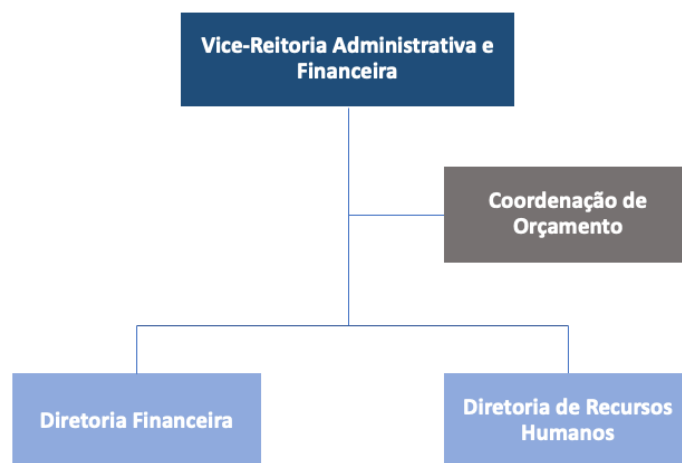 Vice-Reitoria Administrativa e
Financeira
Coordenação de
Orçamento
Diretoria Financeira
Diretoria de Recursos
Humanos